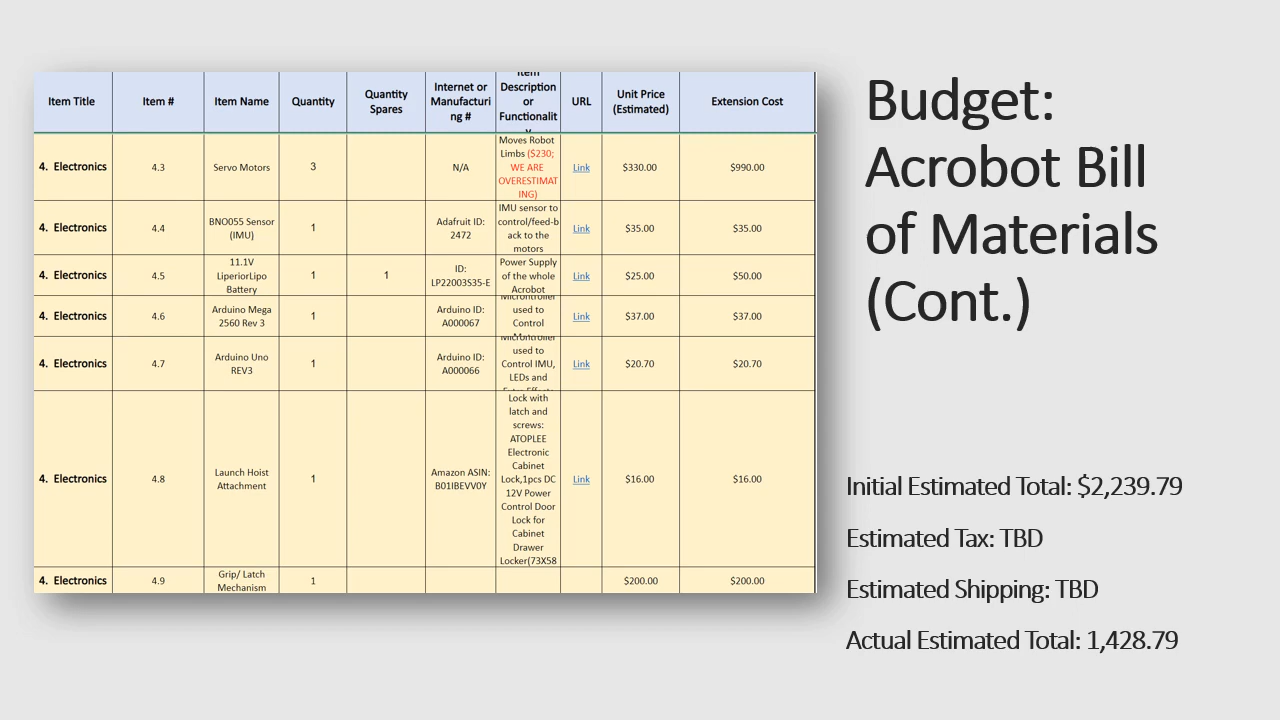 Item Title
Item #
Item Name
Quantity
Quantity
Spares
Internet or
Manufacturi
ng #
Item
Description
or
Functionalit
y
URL
Unit Price
(Estimated)
Extension Cost
4. Electronics
4.3
Servo Motors
3
N/A
Moves Robot
Limbs ($230;
WE ARE
OVERESTIMAT
ING)
Link
$330.00
$990.00
4. Electronics
4.4
BNO055 Sensor
(IMU)
1
Adafruit ID:
2472
IMU sensor to
control/feed-b
ack to the
motors
Link
$35.00
$35.00
4. Electronics
4.5
11.1V
LiperiorLipo
Battery
1
1
ID:
LP22003S35-E
Power Supply
of the whole
Acrobot
Link
$25.00
$50.00
4. Electronics
4.6
Arduino Mega
2560 Rev 3
1
Arduino ID:
A000067
used to
Control
Link
$37.00
$37.00
4. Electronics
4.7
Arduino Uno
REV3
1
Arduino ID:
A000066
used to
Control IMU,
LEDs and
Link
$20.70
$20.70
4. Electronics
4.8
Launch Hoist
Attachment
1
Amazon ASIN:
B01IBEVV0Y
Lock with
latch and
screws:
ATOPLEE
Electronic
Cabinet
Lock,1pcs DC
12V Power
Control Door
Lock for
Cabinet
Drawer
Locker(73X58
Link
$16.00
$16.00
4. Electronics
4.9
Grip/ Latch
Mechanism
1
$200.00
$200.00
Budget:
Acrobot Bill
of Materials
(Cont.)
Initial Estimated Total: $2,239.79
Estimated Tax: TBD
Estimated Shipping: TBD
Actual Estimated Total: 1,428.79